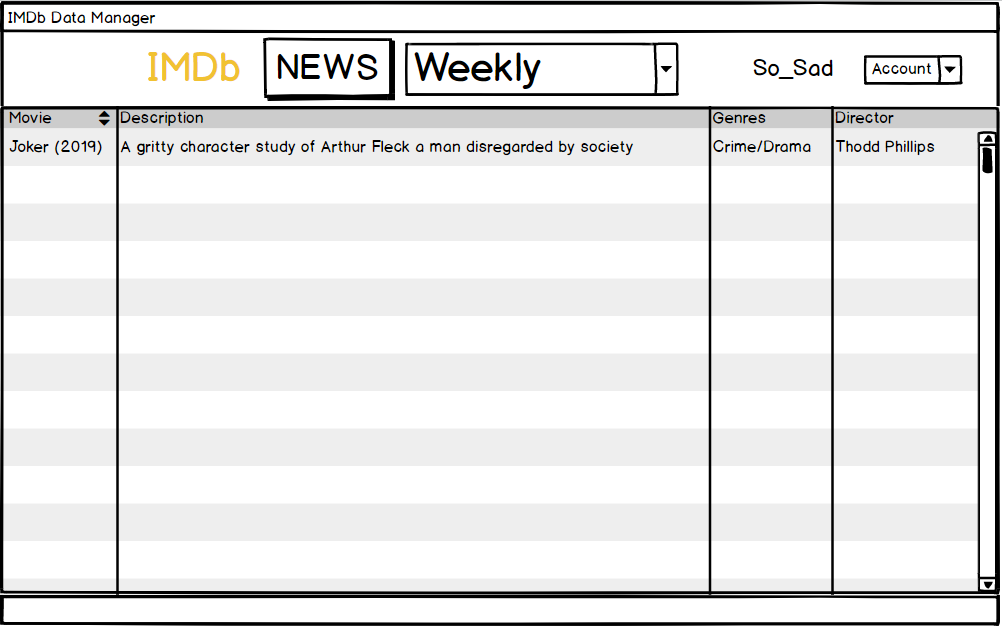 IMDb Data Manager
IMDb NEWS Weekly So_Sad Account
Movie Description Genres Director
Joker (2019) A gritty character study of Arthur Fleck a man disregarded by society Crime/Drama Thodd Phillips